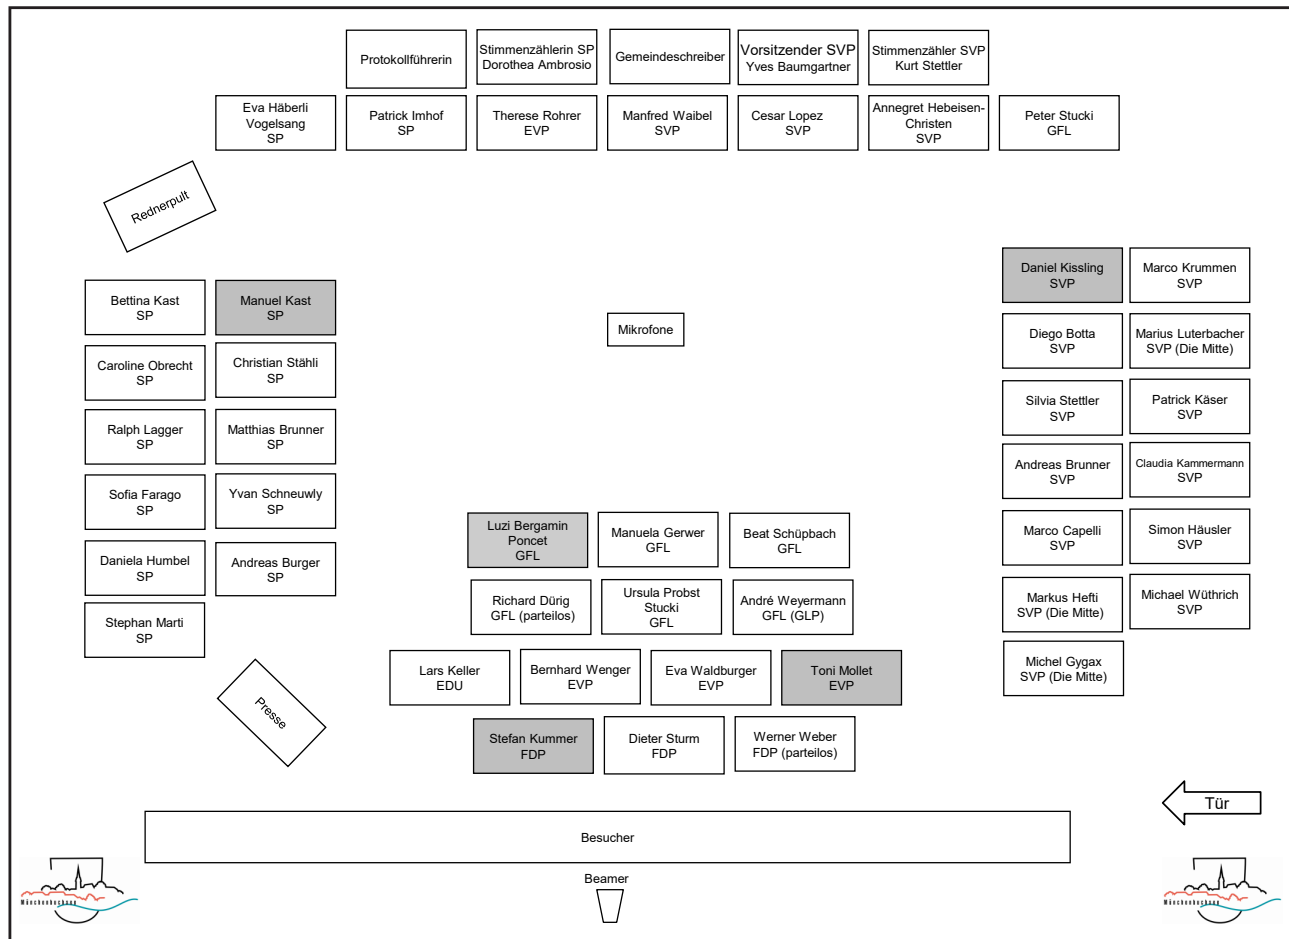 Protokollführerin
Stimmenzählerin SP
Dorothea Ambrosio
Gemeindeschreiber
Vorsitzender SVP
Yves Baumgartner
Stimmenzähler SVP
Kurt Stettler
Eva Häberli
Vogelsang
SP
Patrick Imhof
SP
Therese Rohrer
EVP
Manfred Waibel
SVP
Cesar Lopez
SVP
Annegret Hebeisen-
Christen
SVP
Peter Stucki
GFL
Rednerpult
Bettina Kast
SP
Manuel Kast
SP
Caroline Obrecht
SP
Christian Stähli
SP
Ralph Lagger
SP
Matthias Brunner
SP
Sofia Farago
SP
Yvan Schneuwly
SP
Daniela Humbel
SP
Andreas Burger
SP
Stephan Marti
SP
Mikrofone
Daniel Kissling
SVP
Marco Krummen
SVP
Diego Botta
SVP
Marius Luterbacher
SVP (Die Mitte)
Silvia Stettler
SVP
Patrick Käser
SVP
Andreas Brunner
SVP
Claudia Kammermann
SVP
Marco Capelli
SVP
Simon Häusler
SVP
Markus Hefti
SVP (Die Mitte)
Michael Wüthrich
SVP
Michel Gygax
SVP (Die Mitte)
Luzi Bergamin
Poncet
GFL
Manuela Gerwer
GFL
Beat Schüpbach
GFL
Richard Dürig
GFL (parteilos)
Ursula Probst
Stucki
GFL
André Weyermann
GFL (GLP)
Lars Keller
EDU
Bernhard Wenger
EVP
Eva Waldburger
EVP
Toni Mollet
EVP
Presse
Stefan Kummer
FDP
Dieter Sturm
FDP
Werner Weber
FDP (parteilos)
Tür
Besucher
Beamer
Münchenbuchsee
Münchenbuchsee